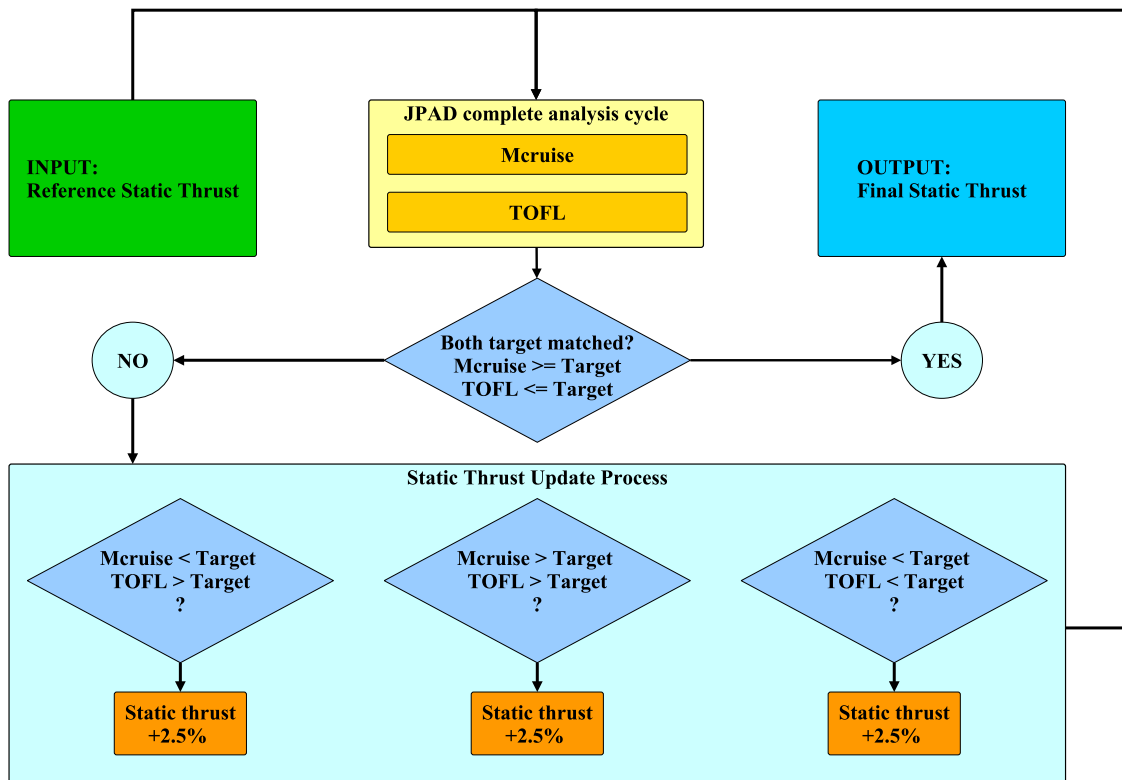 INPUT:
Reference Static Thrust
JPAD complete analysis cycle
Mcruise
TOFL
OUTPUT:
Final Static Thrust
NO
Both target matched?
Mcruise >= Target
TOFL <= Target
YES
Static Thrust Update Process
Mcruise < Target
TOFL > Target
?
Mcruise > Target
TOFL > Target
?
Mcruise < Target
TOFL < Target
?
Static thrust
+2.5%
Static thrust
+2.5%
Static thrust
+2.5%